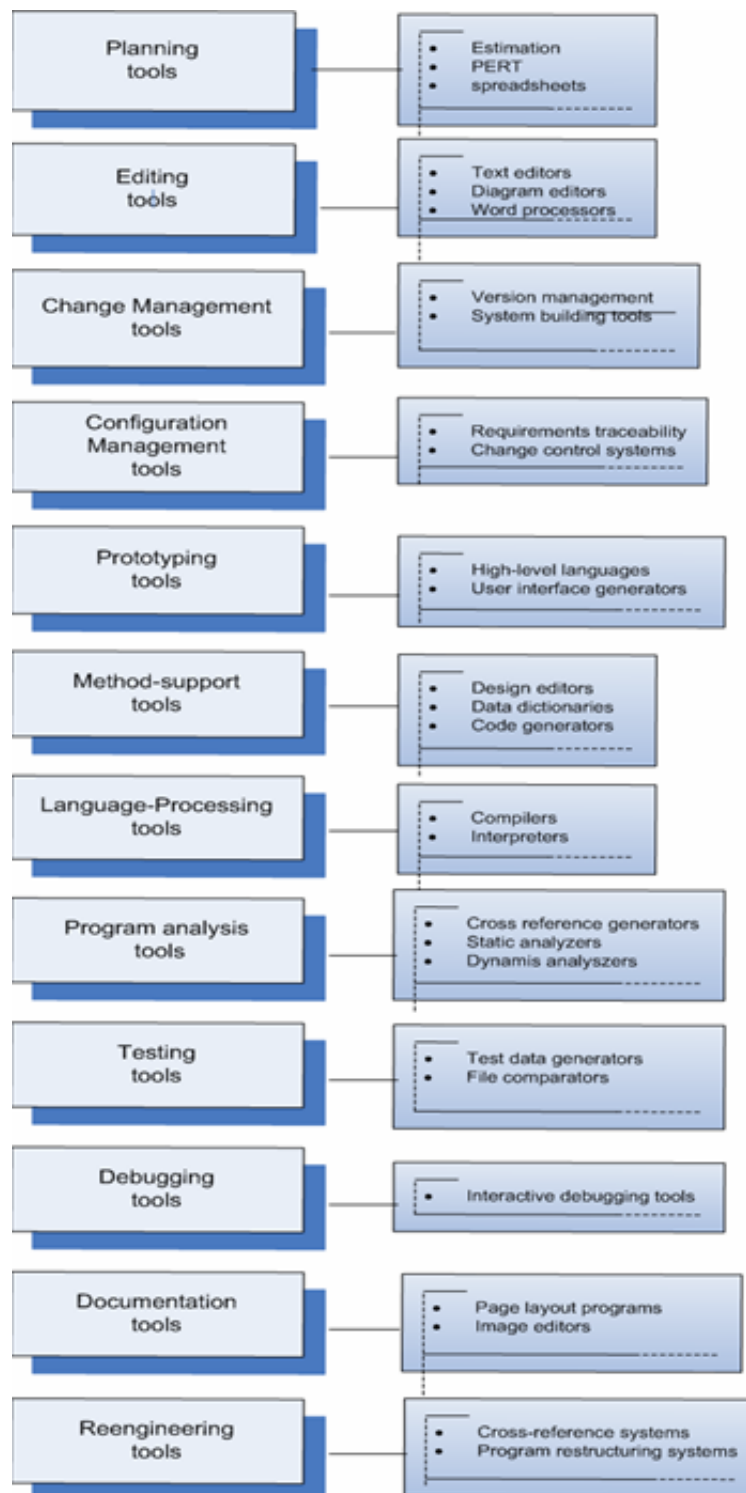 Planning
tools
• Estimation
• PERT
• spreadsheets
Editing
tools
• Text editors
• Diagram editors
• Word processors
Change Management
tools
• Version management
• System building tools
Configuration
Management
tools
• Requirements traceability
• Change control systems
Prototyping
tools
• High-level languages
• User interface generators
Method-support
tools
• Design editors
• Data dictionaries
• Code generators
Language-Processing
tools
• Compilers
• Interpreters
Program analysis
tools
• Cross reference generators
• Static analyzers
• Dynamis analyszers
Testing
tools
• Test data generators
• File comparators
Debugging
tools
• Interactive debugging tools
Documentation
tools
• Page layout programs
• Image editors
Reengineering
tools
• Cross-reference systems
• Program restructuring systems